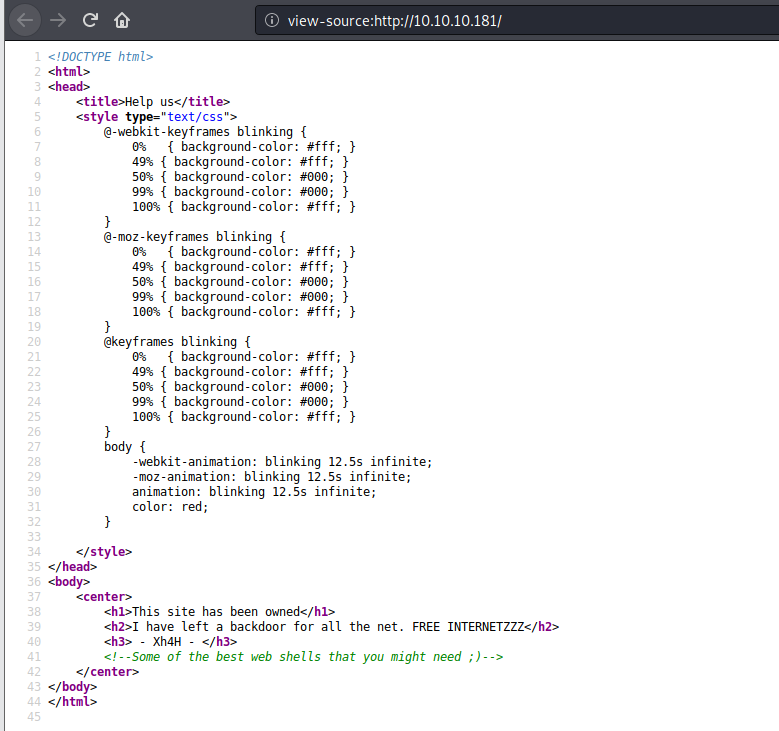 view-source:http://10.10.10.181/
1 <!DOCTYPE html>
2 <html>
3 <head>
4     <title>Help us</title>
5     <style type="text/css">
6         @-webkit-keyframes blinking {
7             0%   { background-color: #fff; }
8             49% { background-color: #fff; }
9             50% { background-color: #000; }
10             99% { background-color: #000; }
11             100% { background-color: #fff; }
12         }
13         @-moz-keyframes blinking {
14             0%   { background-color: #fff; }
15             49% { background-color: #fff; }
16             50% { background-color: #000; }
17             99% { background-color: #000; }
18             100% { background-color: #fff; }
19         }
20         @keyframes blinking {
21             0%   { background-color: #fff; }
22             49% { background-color: #fff; }
23             50% { background-color: #000; }
24             99% { background-color: #000; }
25             100% { background-color: #fff; }
26         }
27         body {
28             -webkit-animation: blinking 12.5s infinite;
29             -moz-animation: blinking 12.5s infinite;
30             animation: blinking 12.5s infinite;
31             color: red;
32         }
33
34     </style>
35 </head>
36 <body>
37     <center>
38         <h1>This site has been owned</h1>
39         <h2>I have left a backdoor for all the net. FREE INTERNETZZZ</h2>
40         <h3> - Xh4H - </h3>
41         <!--Some of the best web shells that you might need ;)-->
42     </center>
43 </body>
44 </html>
45